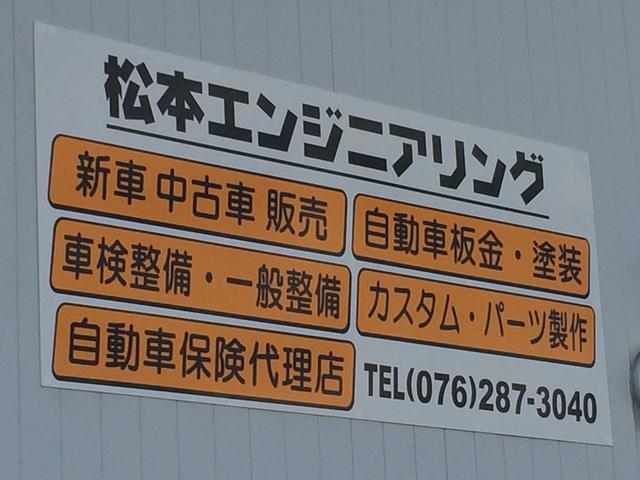 松本エンジニアリング
新車 中古車 販売
自動車板金・塗装
車検整備・一般整備
カスタム・パーツ製作
自動車保険代理店
TEL(076)287-3040